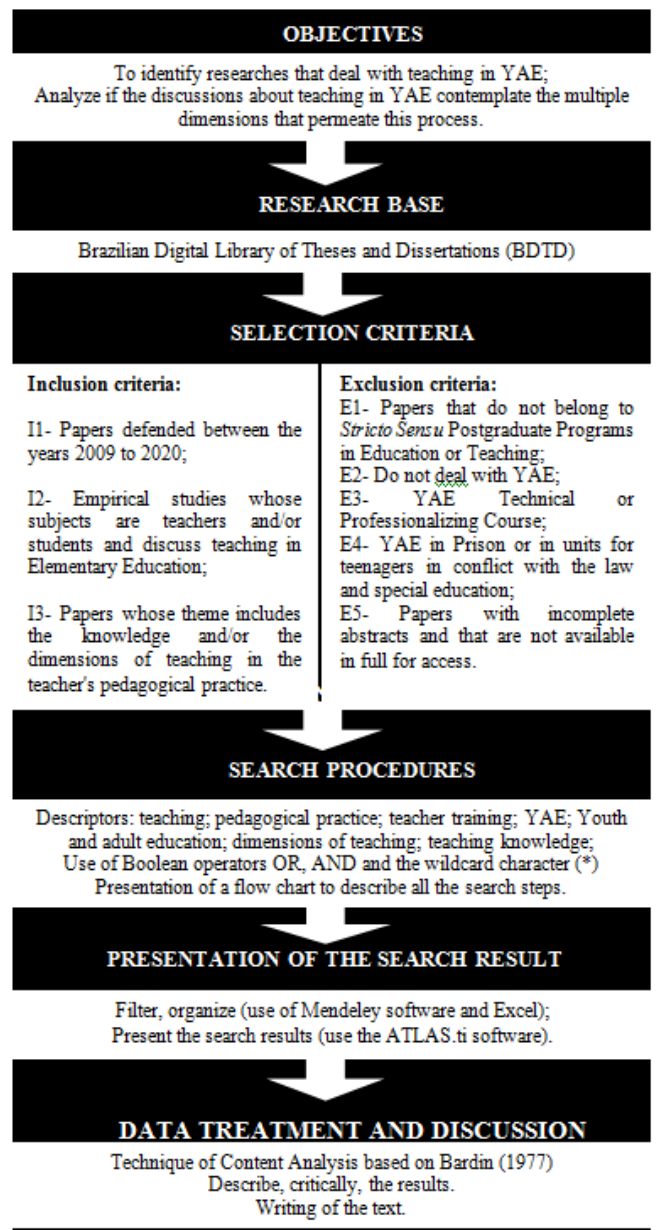 OBJECTIVES
To identify researches that deal with teaching in YAE;
Analyze if the discussions about teaching in YAE contemplate the multiple
dimensions that permeate this process.
RESEARCH BASE
Brazilian Digital Library of Theses and Dissertations (BDTD)
SELECTION CRITERIA
Inclusion criteria:
I1- Papers defended between the
years 2009 to 2020;
I2- Empirical studies whose
subjects are teachers and/or
students and discuss teaching in
Elementary Education;
I3- Papers whose theme includes
the knowledge and/or the
dimensions of teaching in the
teacher's pedagogical practice.
Exclusion criteria:
E1- Papers that do not belong to
Stricto Sensu Postgraduate Programs
in Education or Teaching;
E2- Do not deal with YAE;
E3- YAE Technical or
Professionalizing Course;
E4- YAE in Prison or in units for
teenagers in conflict with the law
and special education;
E5- Papers with incomplete
abstracts and that are not available
in full for access.
SEARCH PROCEDURES
Descriptors: teaching; pedagogical practice; teacher training; YAE; Youth
and adult education; dimensions of teaching; teaching knowledge;
Use of Boolean operators OR, AND and the wildcard character (*)
Presentation of a flow chart to describe all the search steps.
PRESENTATION OF THE SEARCH RESULT
Filter, organize (use of Mendeley software and Excel);
Present the search results (use the ATLAS.ti software).
DATA TREATMENT AND DISCUSSION
Technique of Content Analysis based on Bardin (1977)
Describe, critically, the results.
Writing of the text.